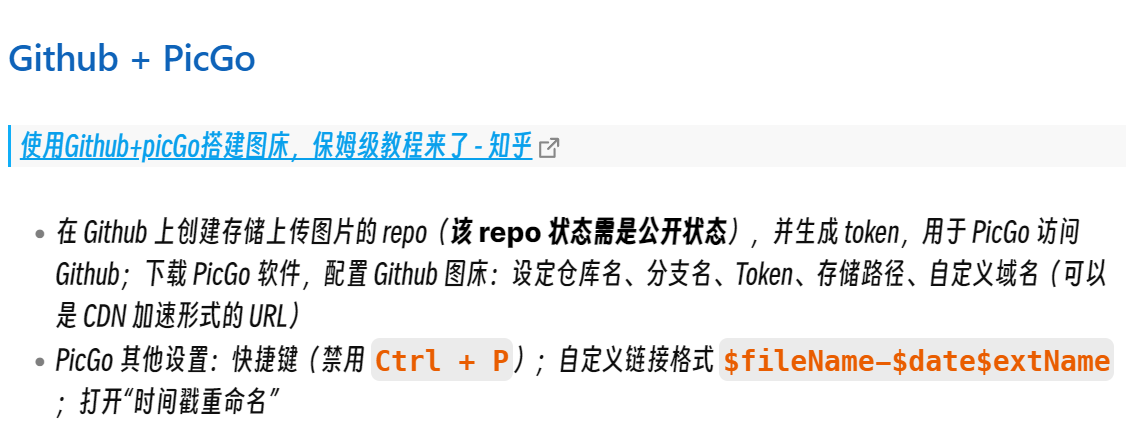 Github + PicGo
使用Github+picGo搭建图床，保姆级教程来了 - 知乎
在 Github 上创建存储上传图片的 repo（该 repo 状态需是公开状态），并生成 token，用于 PicGo 访问
Github；下载 PicGo 软件，配置 Github 图床：设定仓库名、分支名、Token、存储路径、自定义域名（可以
是 CDN 加速形式的 URL）
PicGo 其他设置：快捷键（禁用 Ctrl + P）；自定义链接格式 $fileName-$date$extName
；打开“时间戳重命名”